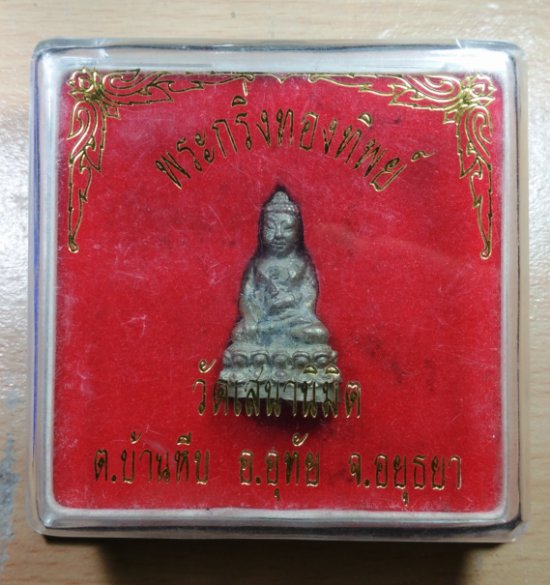 พระกริ่งทองทิพย์
วัดเสนานิมิต
ต.บ้านหีบ อ.อุทัย จ.อยุธยา